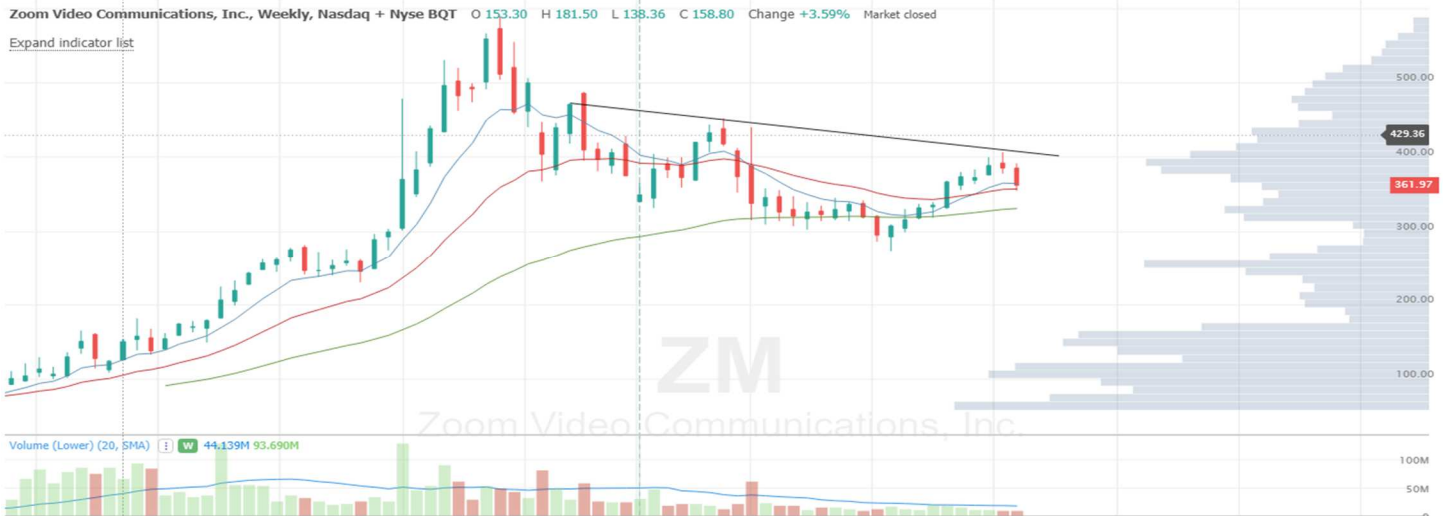 Zoom Video Communications, Inc., Weekly, Nasdaq + Nyse BQT O 153.30 H 181.50 L 138.36 C 158.80 Change +3.59% Market closed
Expand indicator list
500.00
429.36
400.00
361.97
300.00
200.00
100.00
ZM
Zoom Video Communications, Inc.
Volume (Lower) (20, SMA) W 44.139M 93.690M
100M
50M
0